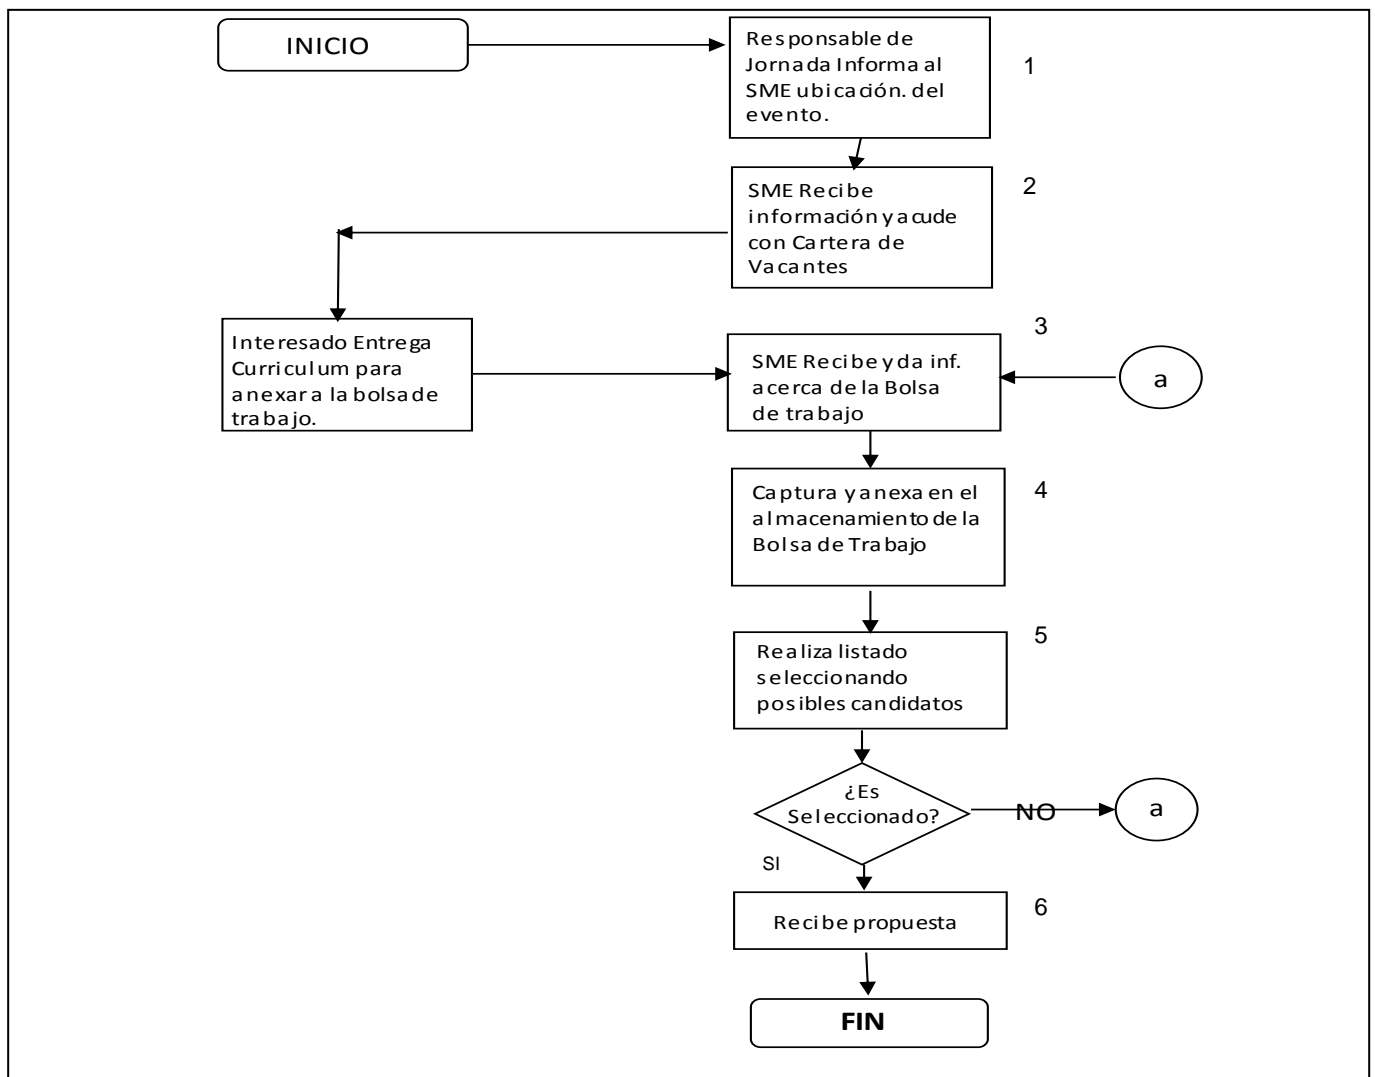 INICIO
Responsable de
Jornada Informa al
SME ubicación. del
evento.
1
SME Recibe
información y acude
con Cartera de
Vacantes
2
Interesado Entrega
Curriculum para
anexar a la bolsa de
trabajo.
SME Recibe y da inf.
acerca de la Bolsa
de trabajo
3
a
Captura y anexa en el
almacenamiento de la
Bolsa de Trabajo
4
Realiza listado
seleccionando
posibles candidatos
5
¿Es
Seleccionado?
NO
a
SI
Recibe propuesta
6
FIN